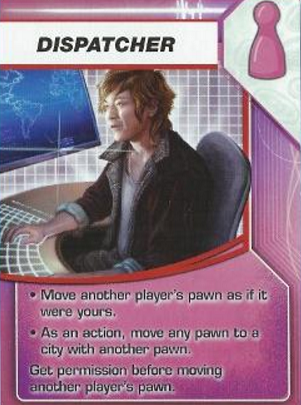 DISPATCHER
• Move another player's pawn as if it
were yours.
• As an action, move any pawn to a
city with another pawn.
Get permission before moving
another player's pawn.